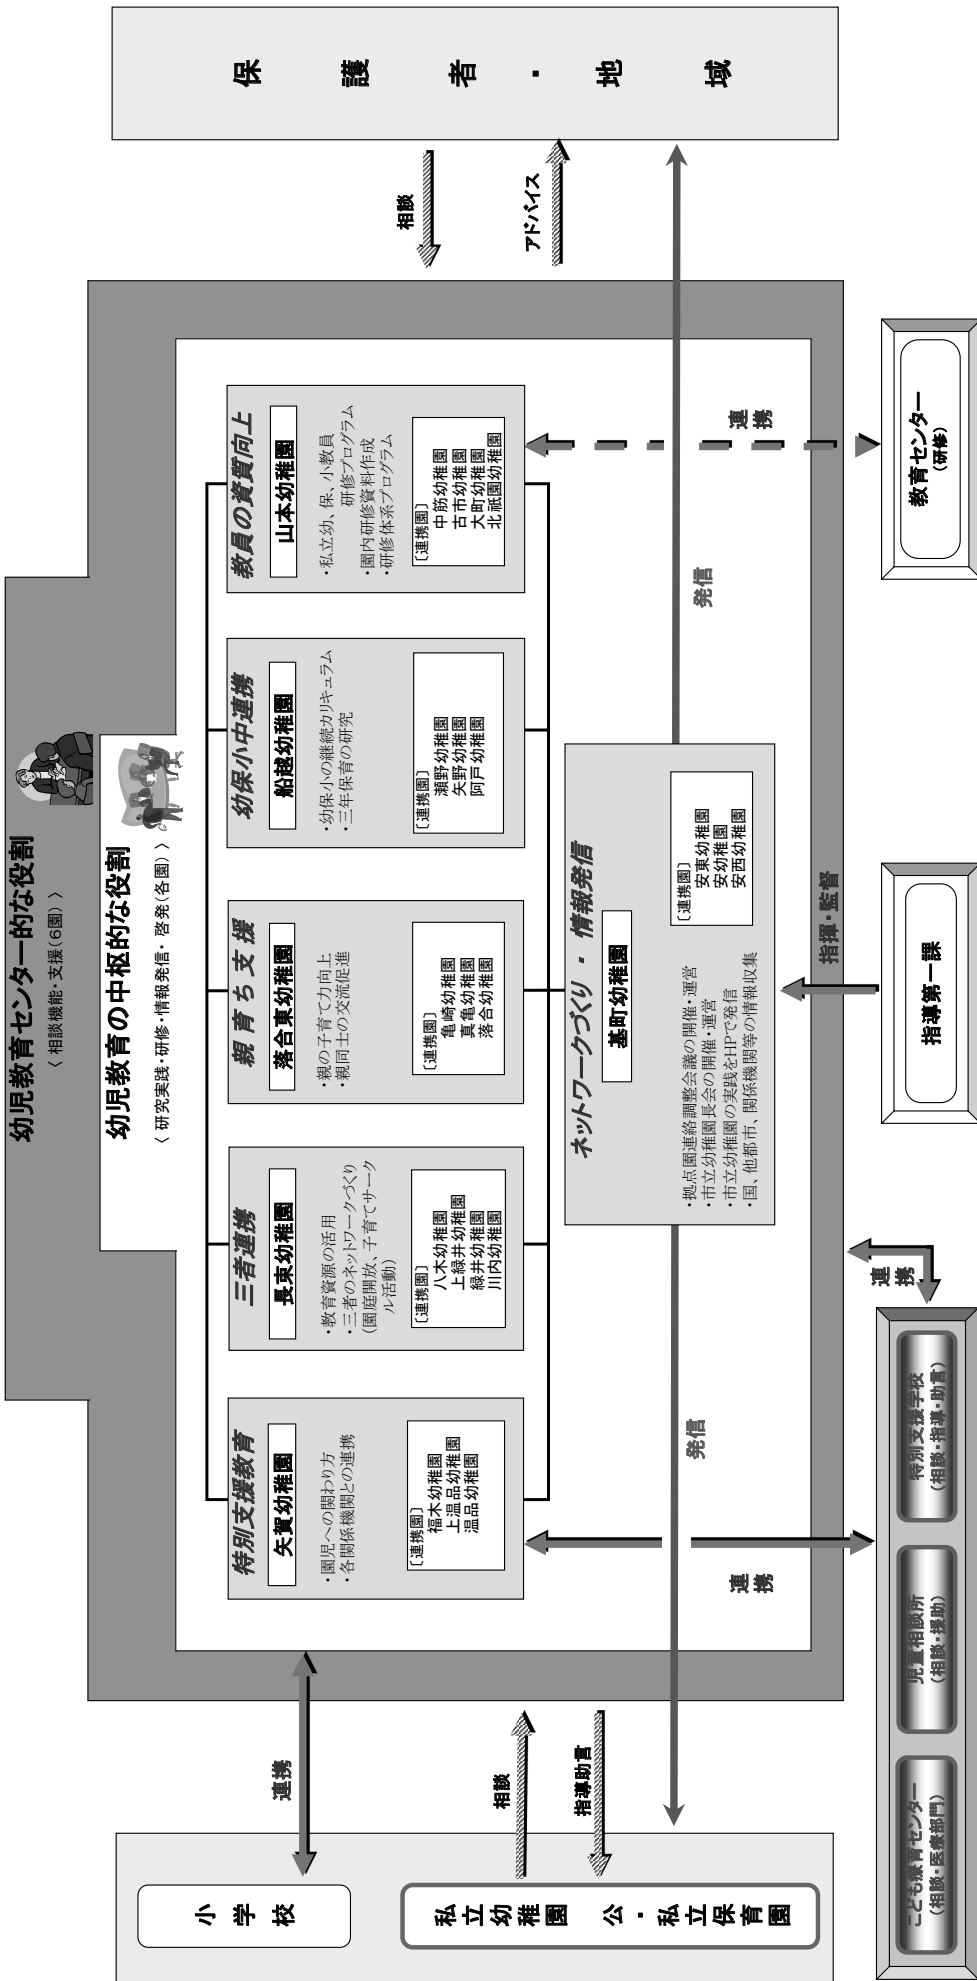 幼児教育センター的な役割
〈 相談機能・支援(6園) 〉
幼児教育の中枢的な役割
〈 研究実践・研修・情報発信・啓発(各園) 〉
小学校
私立幼稚園 公・私立保育園
連携
相談
指導助言
特別支援教育
矢賀幼稚園
・園児への関わり方
・各関係機関との連携
[連携園]
福木幼稚園
上温品幼稚園
温品幼稚園
三者連携
長束幼稚園
・教育資源の活用
・三者のネットワークづくり
(園庭開放、子育てサーク
ル活動)
[連携園]
八木幼稚園
上緑井幼稚園
緑井幼稚園
川内幼稚園
親育ち支援
落合東幼稚園
・親の子育て力向上
・親同士の交流促進
[連携園]
亀崎幼稚園
真亀幼稚園
落合幼稚園
幼保小中連携
船越幼稚園
・幼保小の継続カリキュラム
・三年保育の研究
[連携園]
瀬野幼稚園
矢野幼稚園
阿戸幼稚園
教員の資質向上
山本幼稚園
・私立幼、保、小教員
研修プログラム
・園内研修資料作成
・研修体系プログラム
[連携園]
中筋幼稚園
古市幼稚園
大町幼稚園
北祇園幼稚園
ネットワークづくり・情報発信
基町幼稚園
・拠点園連絡調整会議の開催・運営
・市立幼稚園長会の開催・運営
・市立幼稚園の実践をHPで発信
・国、他都市、関係機関等の情報収集
[連携園]
安東幼稚園
安幼稚園
安西幼稚園
発信
発信
連携
連携
連携
指揮・監督
相談
アドバイス
保護者・地域
こども療育センター
(相談・医療部門)
児童相談所
(相談・援助)
特別支援学校
(相談・指導・助言)
指導第一課
教育センター
(研修)